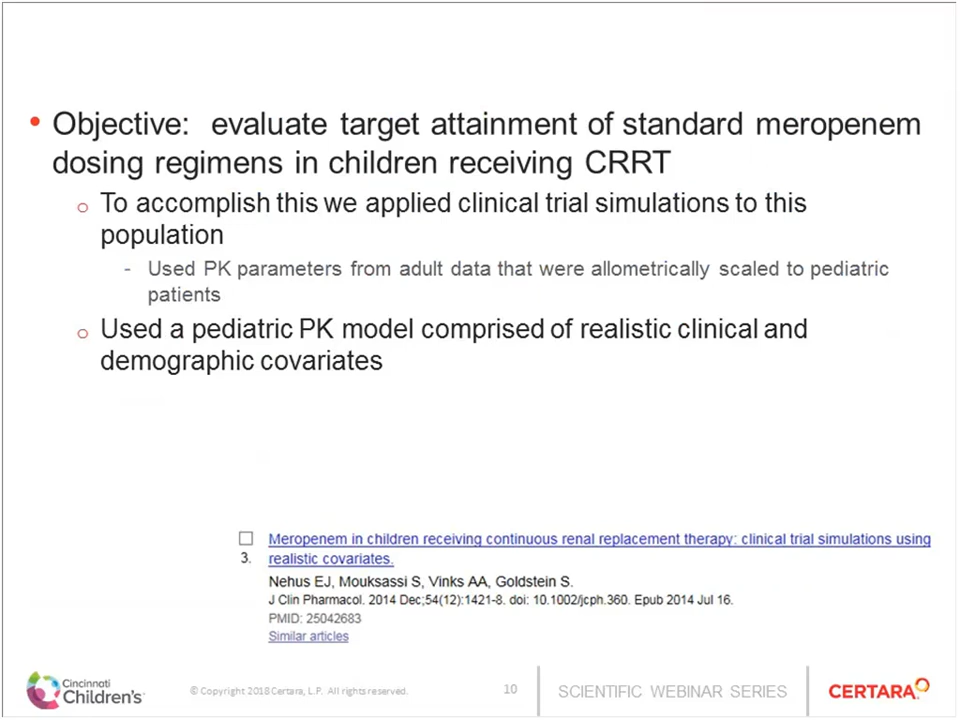 • Objective: evaluate target attainment of standard meropenem
dosing regimens in children receiving CRRT
o To accomplish this we applied clinical trial simulations to this
population
- Used PK parameters from adult data that were allometrically scaled to pediatric
patients
o Used a pediatric PK model comprised of realistic clinical and
demographic covariates
Meropenem in children receiving continuous renal replacement therapy: clinical trial simulations using
3. realistic covariates.
Nehus EJ, Mouksassi S, Vinks AA, Goldstein S.
J Clin Pharmacol. 2014 Dec;54(12):1421-8. doi: 10.1002/jcph.360. Epub 2014 Jul 16.
PMID: 25042683
Similar articles
Cincinnati
Children's
© Copyright 2018 Certara, L.P. All rights reserved.
10
SCIENTIFIC WEBINAR SERIES
CERTARA